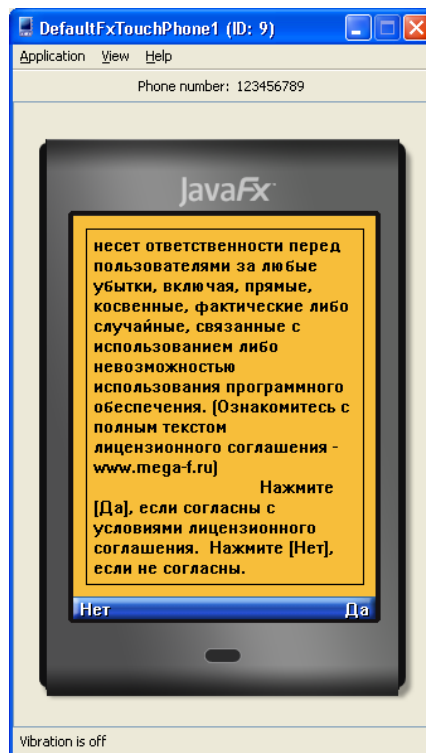 DefaultFxTouchPhone1 (ID: 9)
Application View Help
Phone number: 123456789
JavaFx
несет ответственности перед
пользователями за любые
убытки, включая, прямые,
косвенные, фактические либо
случайные, связанные с
использованием либо
невозможностью
использования программного
обеспечения. (Ознакомитесь с
полным текстом
лицензионного соглашения -
www.mega-f.ru)
Нажмите
[Да], если согласны с
условиями лицензионного
соглашения. Нажмите [Нет],
если не согласны.
Нет Да
Vibration is off